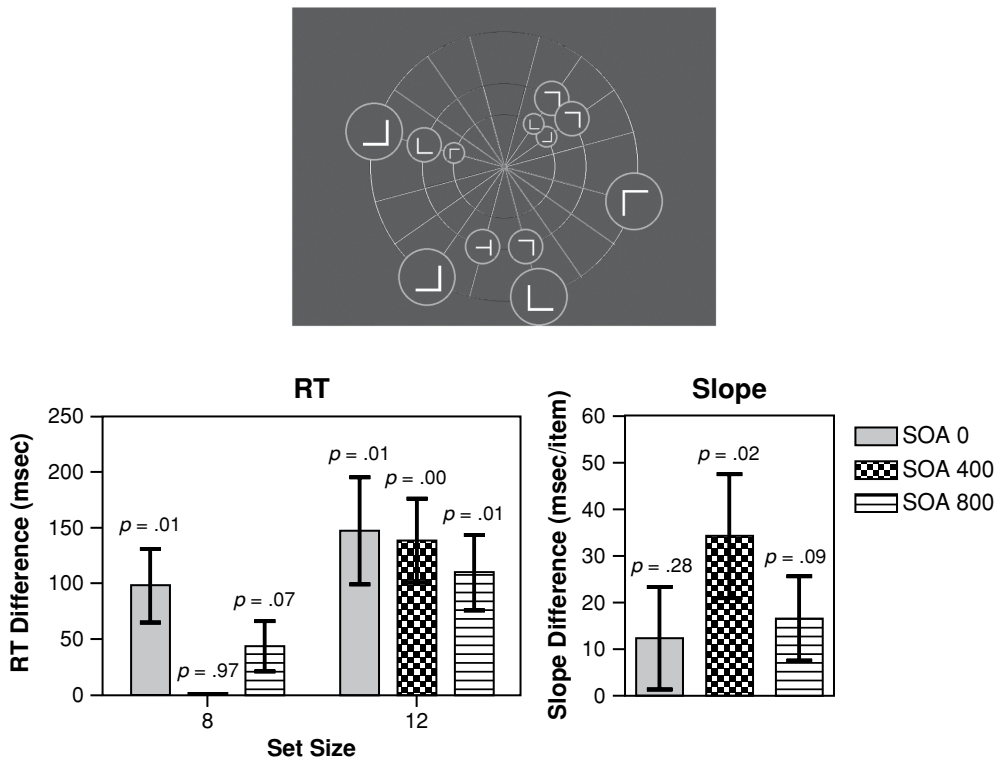 RT
250
200
150
100
50
0
RT Difference (msec)
p = .01
p = .97
p = .07
p = .01
p = .00
p = .01
8
12
Set Size
Slope
60
50
40
30
20
10
0
Slope Difference (msec/item)
p = .28
p = .02
p = .09
SOA 0
SOA 400
SOA 800